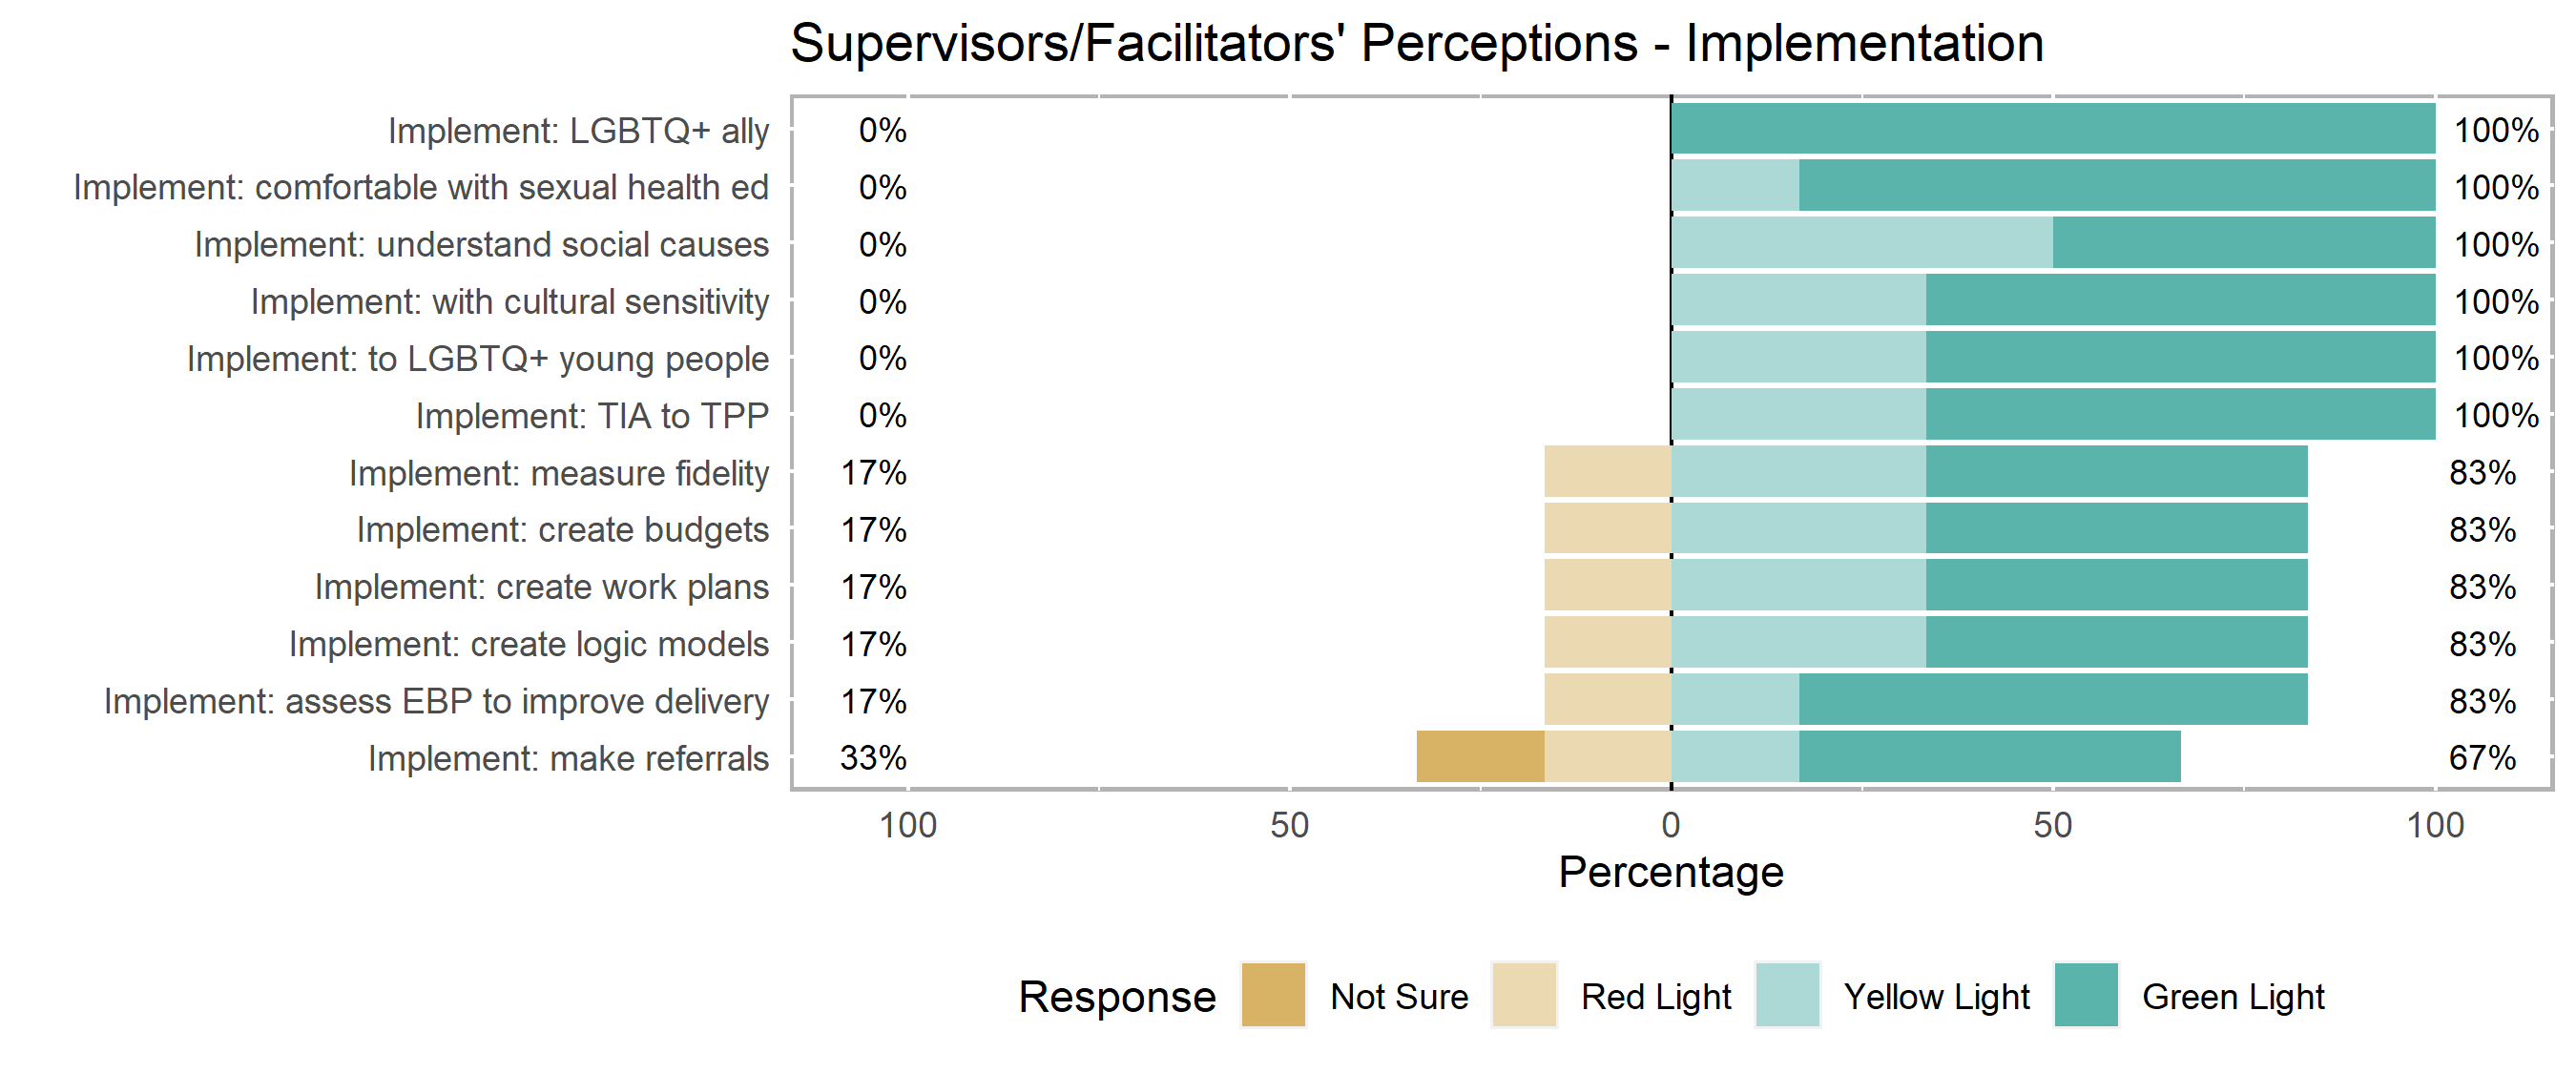 Supervisors/Facilitators' Perceptions - Implementation
Implement: LGBTQ+ ally 0% 100%
Implement: comfortable with sexual health ed 0% 100%
Implement: understand social causes 0% 100%
Implement: with cultural sensitivity 0% 100%
Implement: to LGBTQ+ young people 0% 100%
Implement: TIA to TPP 0% 100%
Implement: measure fidelity 17% 83%
Implement: create budgets 17% 83%
Implement: create work plans 17% 83%
Implement: create logic models 17% 83%
Implement: assess EBP to improve delivery 17% 83%
Implement: make referrals 33% 67%
100 50 0 50 100
Percentage
Response Not Sure Red Light Yellow Light Green Light